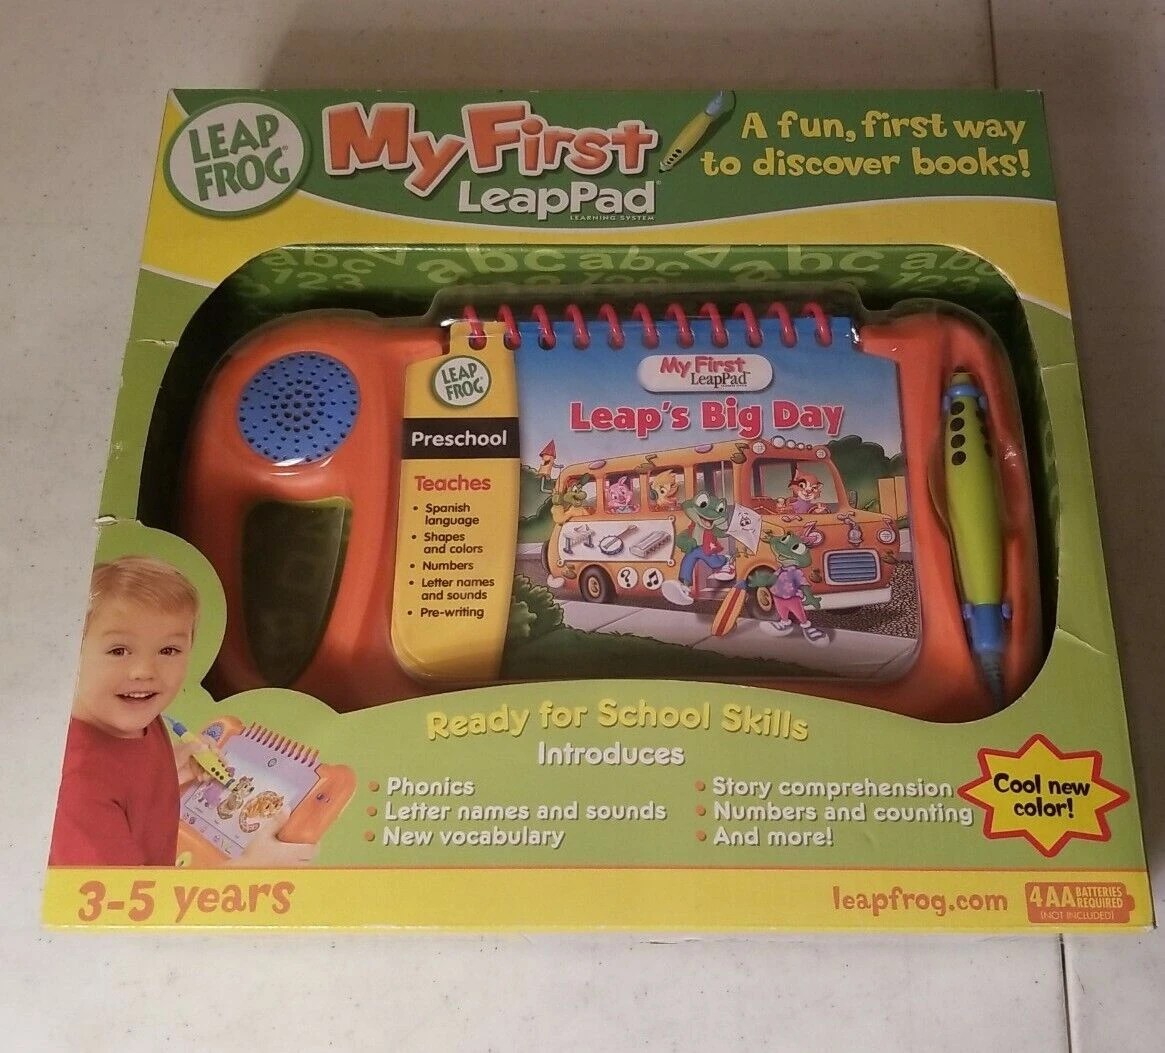 LEAP
FROG®
My First
LeapPad®
LEARNING SYSTEM
A fun, first way
to discover books!
abc abc abc abc abc
123 123 123
LEAP
FROG
Preschool
Teaches
• Spanish
language
• Shapes
and colors
• Numbers
• Letter names
and sounds
• Pre-writing
My First
LeapPad
Leap's Big Day
Ready for School Skills
Introduces
• Phonics
• Letter names and sounds
• New vocabulary
• Story comprehension
• Numbers and counting
• And more!
Cool new
color!
3-5 years
leapfrog.com
4AA BATTERIES
REQUIRED
(NOT INCLUDED)